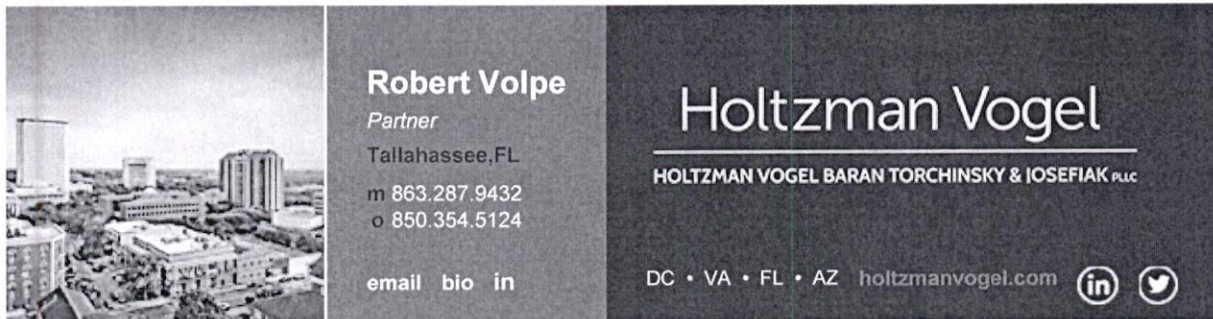 Robert Volpe
Partner
Tallahassee,FL
m 863.287.9432
o 850.354.5124
email bio in
Holtzman Vogel
HOLTZMAN VOGEL BARAN TORCHINSKY & JOSEFIAK PLLC
DC • VA • FL • AZ holtzmanvogel.com in